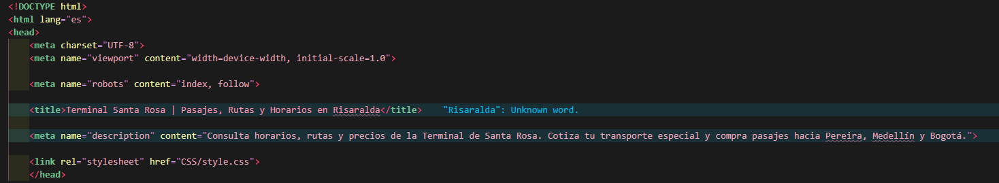 <!DOCTYPE html>
<html lang="es">
<head>
<meta charset="UTF-8">
<meta name="viewport" content="width=device-width, initial-scale=1.0">
<meta name="robots" content="index, follow">
<title>Terminal Santa Rosa | Pasajes, Rutas y Horarios en Risaralda</title> "Risaralda": Unknown word.
<meta name="description" content="Consulta horarios, rutas y precios de la Terminal de Santa Rosa. Cotiza tu transporte especial y compra pasajes hacia Pereira, Medellín y Bogotá.">
<link rel="stylesheet" href="CSS/style.css">
</head>